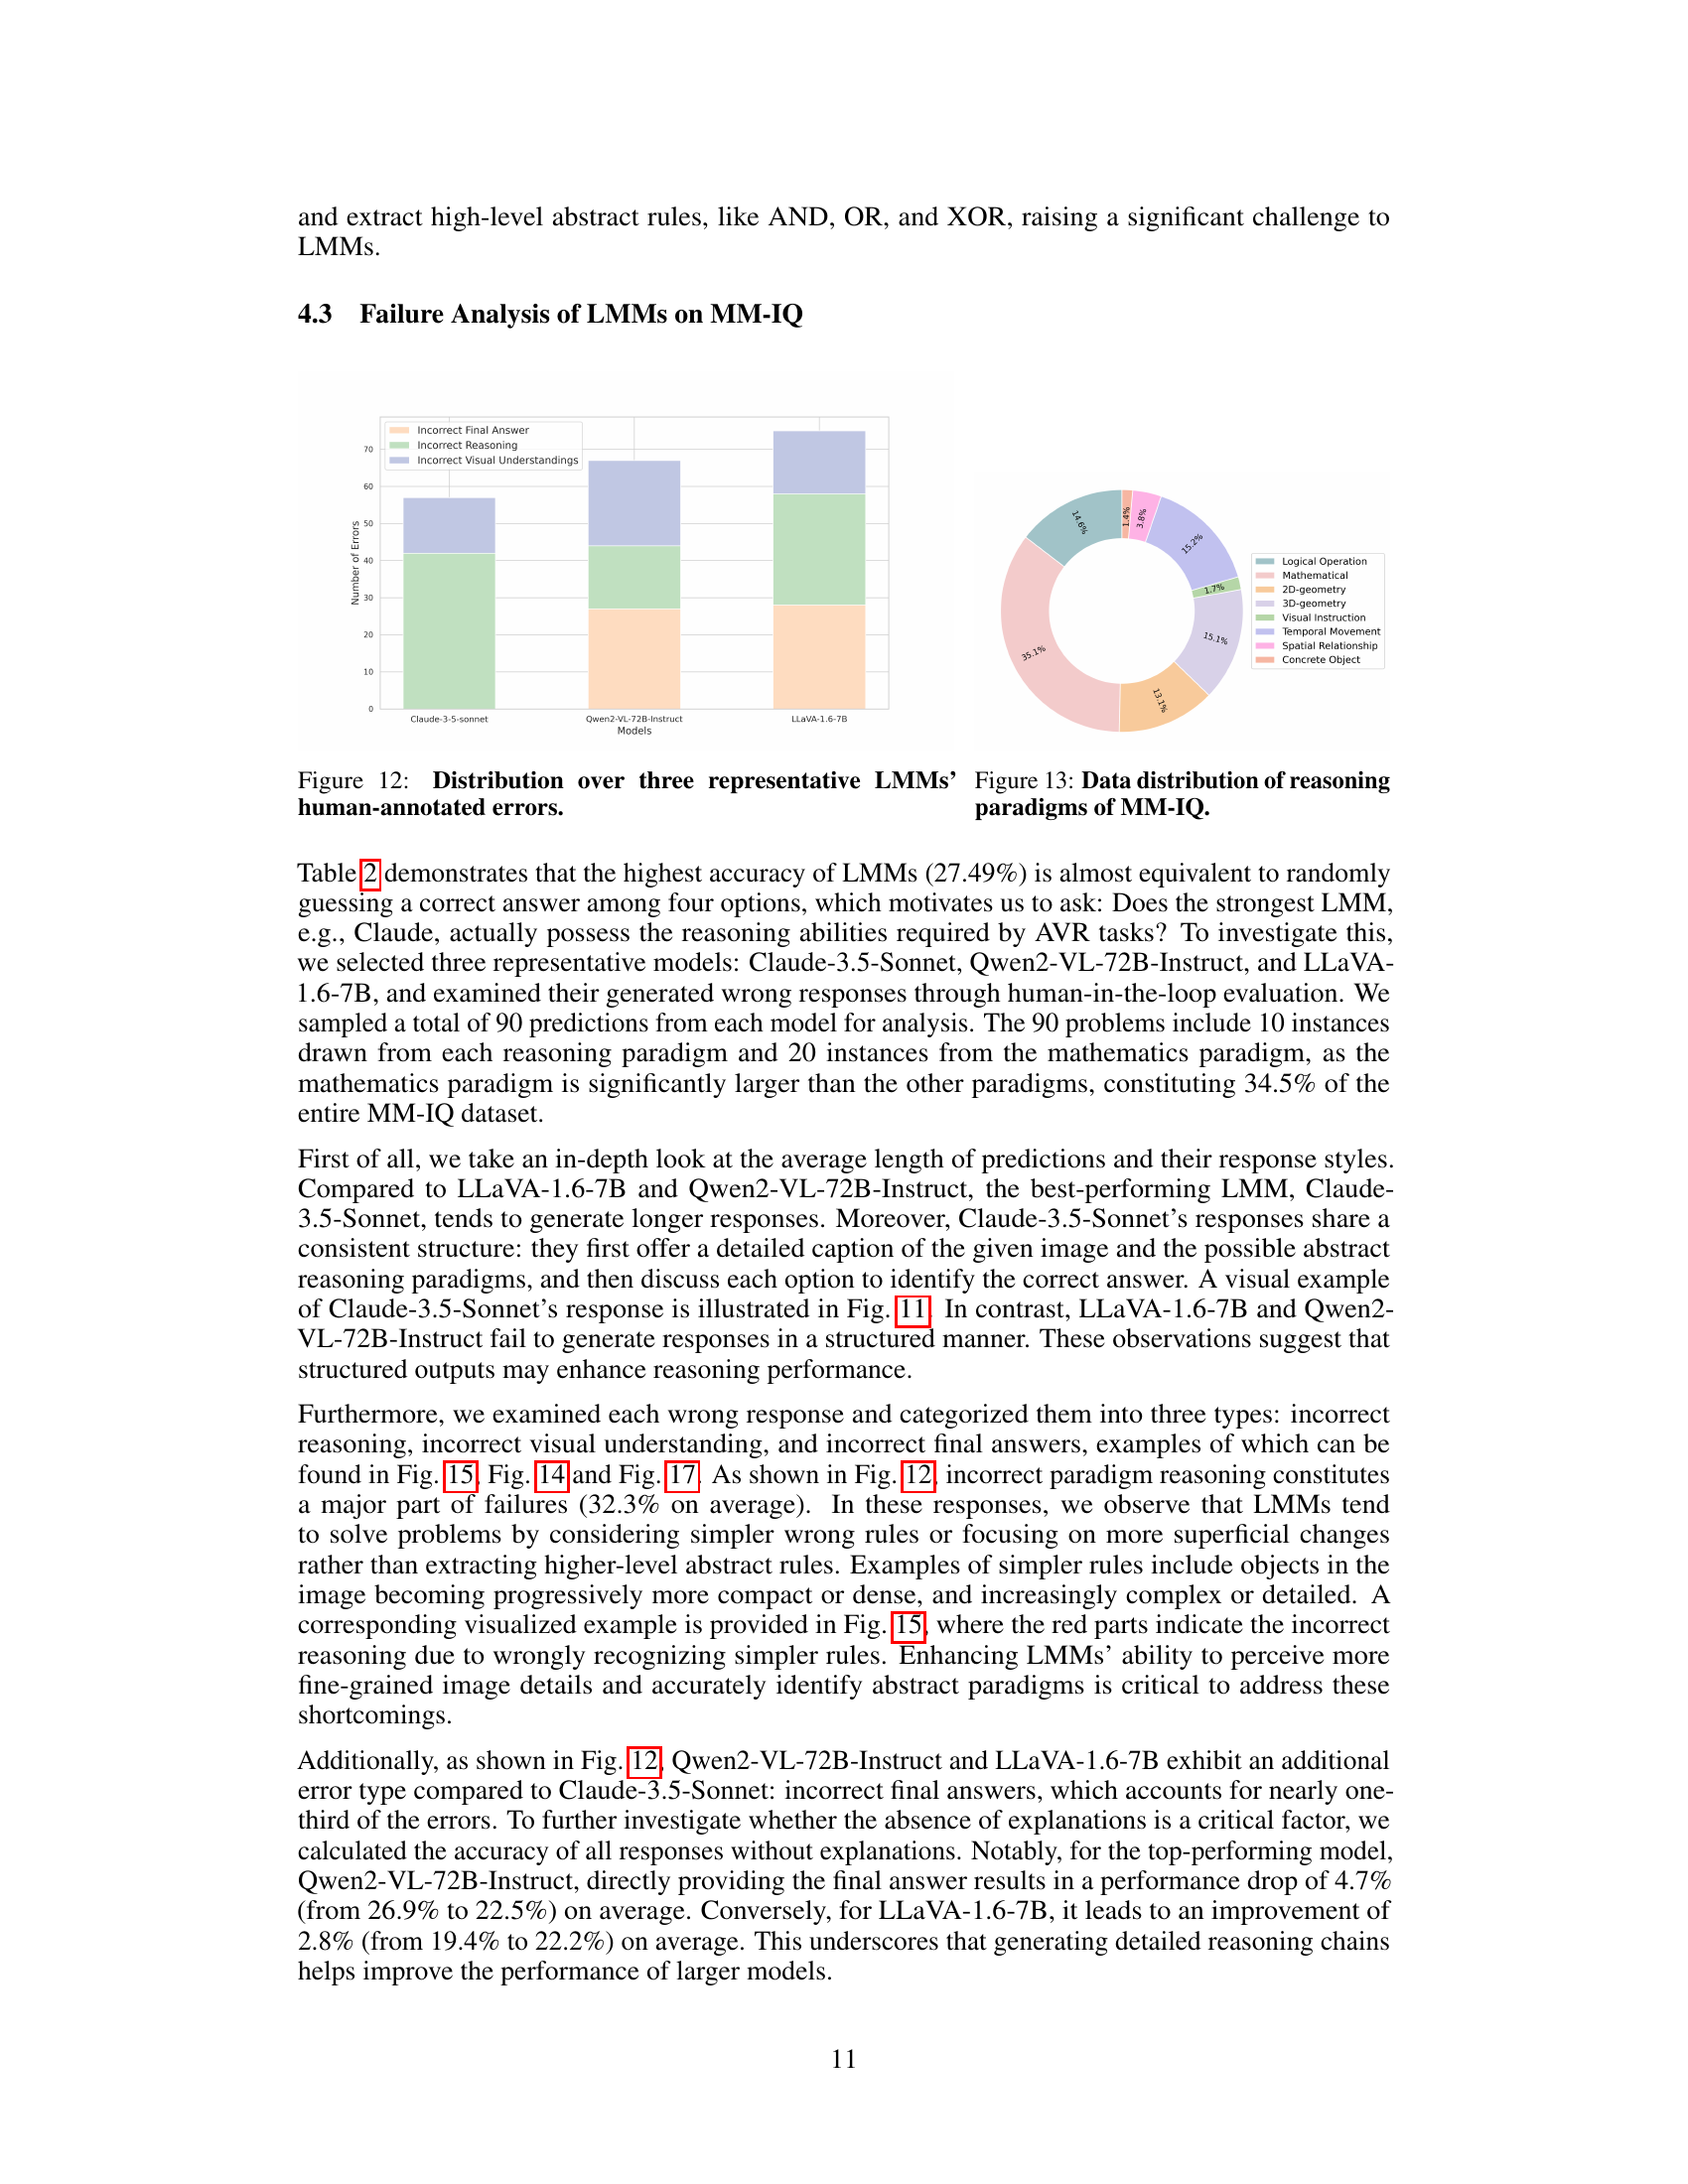 and extract high-level abstract rules, like AND, OR, and XOR, raising a significant challenge to
LMMs.
4.3 Failure Analysis of LMMs on MM-IQ
Incorrect Final Answer
Incorrect Reasoning
Incorrect Visual Understandings
Number of Errors
70
60
50
40
30
20
10
0
Claude-3-5-sonnet
Qwen2-VL-72B-Instruct
LLaVA-1.6-7B
Models
14.6%
1.4%
3.8%
15.2%
1.7%
15.1%
13.1%
35.1%
Logical Operation
Mathematical
2D-geometry
3D-geometry
Visual Instruction
Temporal Movement
Spatial Relationship
Concrete Object
Figure 12: Distribution over three representative LMMs'
human-annotated errors.
Figure 13: Data distribution of reasoning
paradigms of MM-IQ.
Table 2 demonstrates that the highest accuracy of LMMs (27.49%) is almost equivalent to randomly
guessing a correct answer among four options, which motivates us to ask: Does the strongest LMM,
e.g., Claude, actually possess the reasoning abilities required by AVR tasks? To investigate this,
we selected three representative models: Claude-3.5-Sonnet, Qwen2-VL-72B-Instruct, and LLaVA-
1.6-7B, and examined their generated wrong responses through human-in-the-loop evaluation. We
sampled a total of 90 predictions from each model for analysis. The 90 problems include 10 instances
drawn from each reasoning paradigm and 20 instances from the mathematics paradigm, as the
mathematics paradigm is significantly larger than the other paradigms, constituting 34.5% of the
entire MM-IQ dataset.
First of all, we take an in-depth look at the average length of predictions and their response styles.
Compared to LLaVA-1.6-7B and Qwen2-VL-72B-Instruct, the best-performing LMM, Claude-
3.5-Sonnet, tends to generate longer responses. Moreover, Claude-3.5-Sonnet's responses share a
consistent structure: they first offer a detailed caption of the given image and the possible abstract
reasoning paradigms, and then discuss each option to identify the correct answer. A visual example
of Claude-3.5-Sonnet's response is illustrated in Fig. 11. In contrast, LLaVA-1.6-7B and Qwen2-
VL-72B-Instruct fail to generate responses in a structured manner. These observations suggest that
structured outputs may enhance reasoning performance.
Furthermore, we examined each wrong response and categorized them into three types: incorrect
reasoning, incorrect visual understanding, and incorrect final answers, examples of which can be
found in Fig. 15, Fig. 14 and Fig. 17. As shown in Fig. 12, incorrect paradigm reasoning constitutes
a major part of failures (32.3% on average). In these responses, we observe that LMMs tend
to solve problems by considering simpler wrong rules or focusing on more superficial changes
rather than extracting higher-level abstract rules. Examples of simpler rules include objects in the
image becoming progressively more compact or dense, and increasingly complex or detailed. A
corresponding visualized example is provided in Fig. 15, where the red parts indicate the incorrect
reasoning due to wrongly recognizing simpler rules. Enhancing LMMs' ability to perceive more
fine-grained image details and accurately identify abstract paradigms is critical to address these
shortcomings.
Additionally, as shown in Fig. 12, Qwen2-VL-72B-Instruct and LLaVA-1.6-7B exhibit an additional
error type compared to Claude-3.5-Sonnet: incorrect final answers, which accounts for nearly one-
third of the errors. To further investigate whether the absence of explanations is a critical factor, we
calculated the accuracy of all responses without explanations. Notably, for the top-performing model,
Qwen2-VL-72B-Instruct, directly providing the final answer results in a performance drop of 4.7%
(from 26.9% to 22.5%) on average. Conversely, for LLaVA-1.6-7B, it leads to an improvement of
2.8% (from 19.4% to 22.2%) on average. This underscores that generating detailed reasoning chains
helps improve the performance of larger models.
11